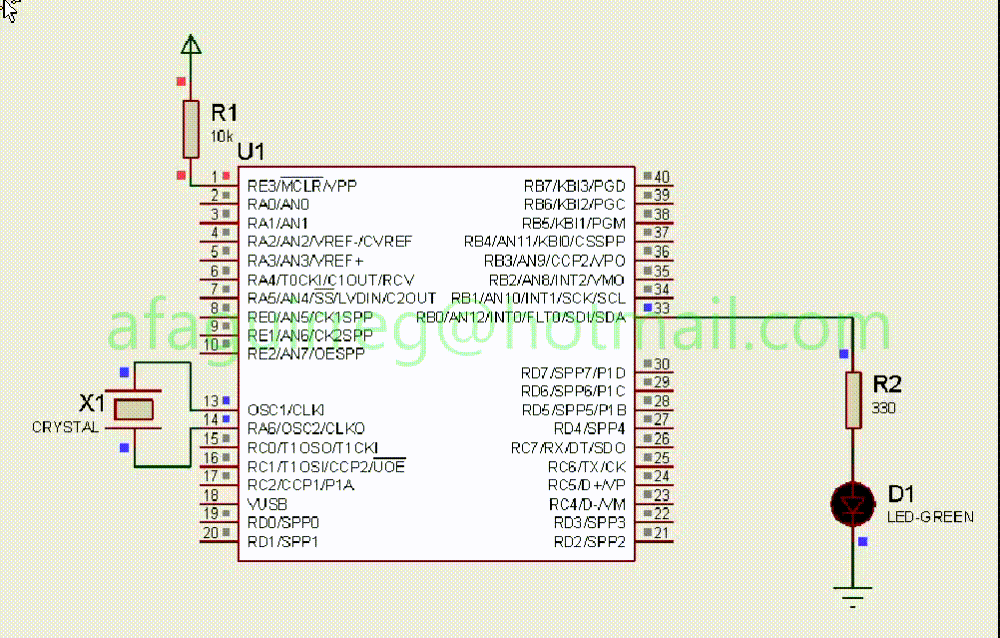 R1
10k
U1
1 RE3/MCLR/VPP
2 RA0/AN0
3 RA1/AN1
4 RA2/AN2/VREF-/CVREF
5 RA3/AN3/VREF+
6 RA4/T0CKI/C1OUT/RCV
7 RA5/AN4/SS/LVDIN/C2OUT
8 RE0/AN5/CK1SPP
9 RE1/AN6/CK2SPP
10 RE2/AN7/OESPP
13 OSC1/CLKI
14 RA6/OSC2/CLKO
15 RC0/T1OSO/T1CKI
16 RC1/T1OSI/CCP2/UOE
17 RC2/CCP1/P1A
18 VUSB
19 RD0/SPP0
20 RD1/SPP1
RB7/KBI3/PGD 40
RB6/KBI2/PGC 39
RB5/KBI1/PGM 38
RB4/AN11/KBI0/CSSPP 37
RB3/AN9/CCP2/VPO 36
RB2/AN8/INT2/VMO 35
RB1/AN10/INT1/SCK/SCL 34
RB0/AN12/INT0/FLT0/SDI/SDA 33
RD7/SPP7/P1D 30
RD6/SPP6/P1C 29
RD5/SPP5/P1B 28
RD4/SPP4 27
RC7/RX/DT/SDO 26
RC6/TX/CK 25
RC5/D+/VP 24
RC4/D-/VM 23
RD3/SPP3 22
RD2/SPP2 21
X1
CRYSTAL
R2
330
D1
LED-GREEN